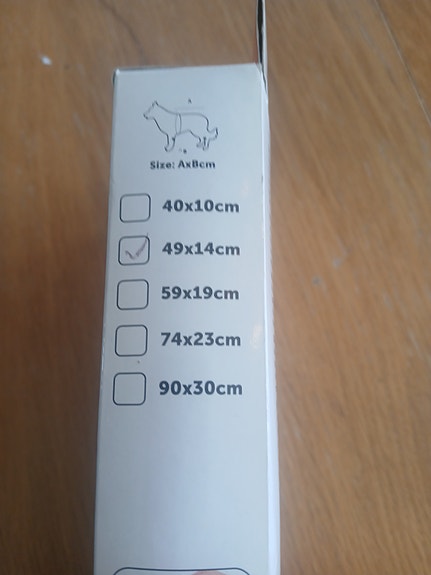 A
B
Size: AxBcm
40x10cm
49x14cm
59x19cm
74x23cm
90x30cm